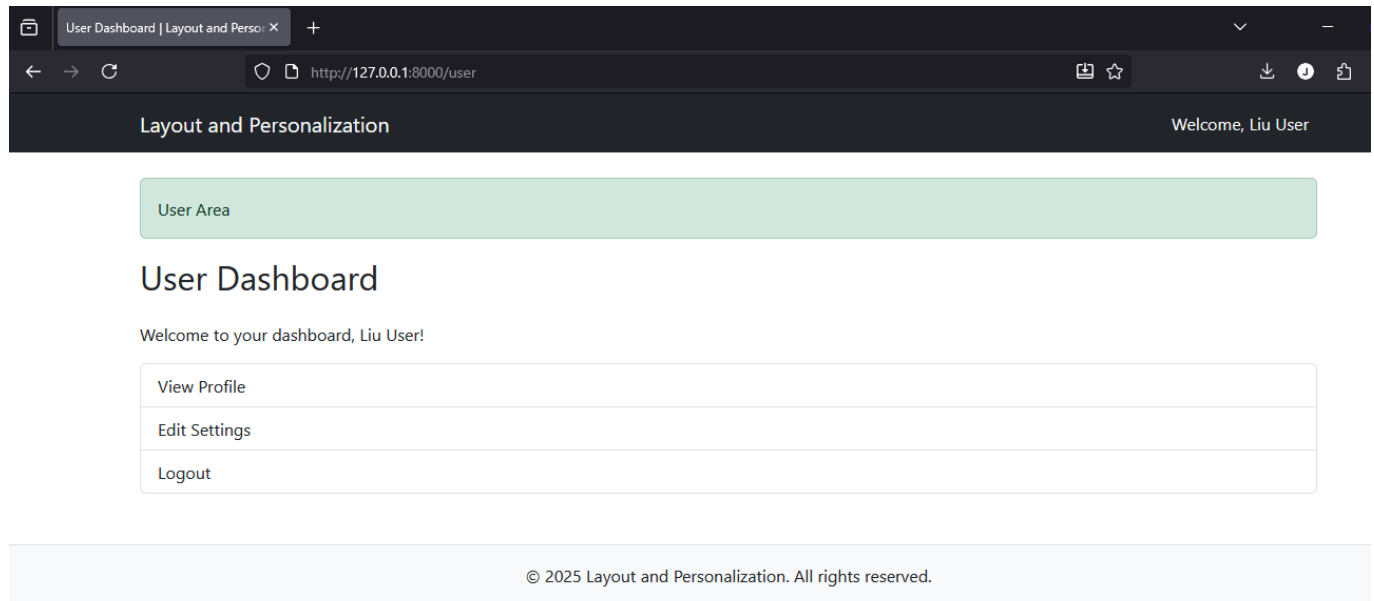 User Dashboard | Layout and Person
http://127.0.0.1:8000/user
J
Layout and Personalization
Welcome, Liu User
User Area
User Dashboard
Welcome to your dashboard, Liu User!
View Profile
Edit Settings
Logout
© 2025 Layout and Personalization. All rights reserved.